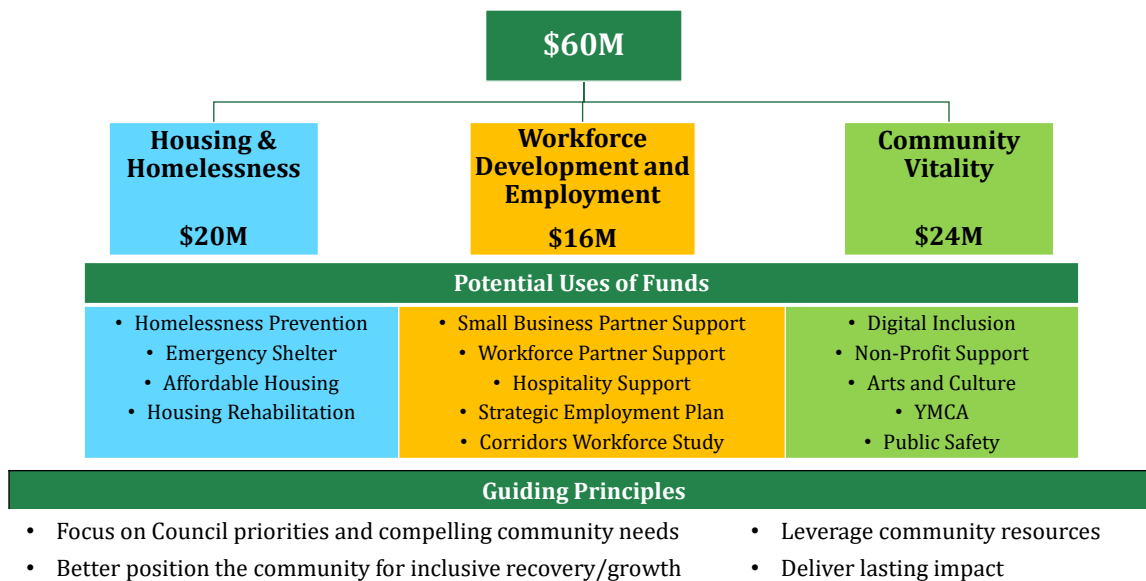 $60M
Housing &
Homelessness
$20M
Workforce
Development and
Employment
$16M
Community
Vitality
$24M
Potential Uses of Funds
• Homelessness Prevention
• Emergency Shelter
• Affordable Housing
• Housing Rehabilitation
• Small Business Partner Support
• Workforce Partner Support
• Hospitality Support
• Strategic Employment Plan
• Corridors Workforce Study
• Digital Inclusion
• Non-Profit Support
• Arts and Culture
• YMCA
• Public Safety
Guiding Principles
• Focus on Council priorities and compelling community needs
• Better position the community for inclusive recovery/growth
• Leverage community resources
• Deliver lasting impact